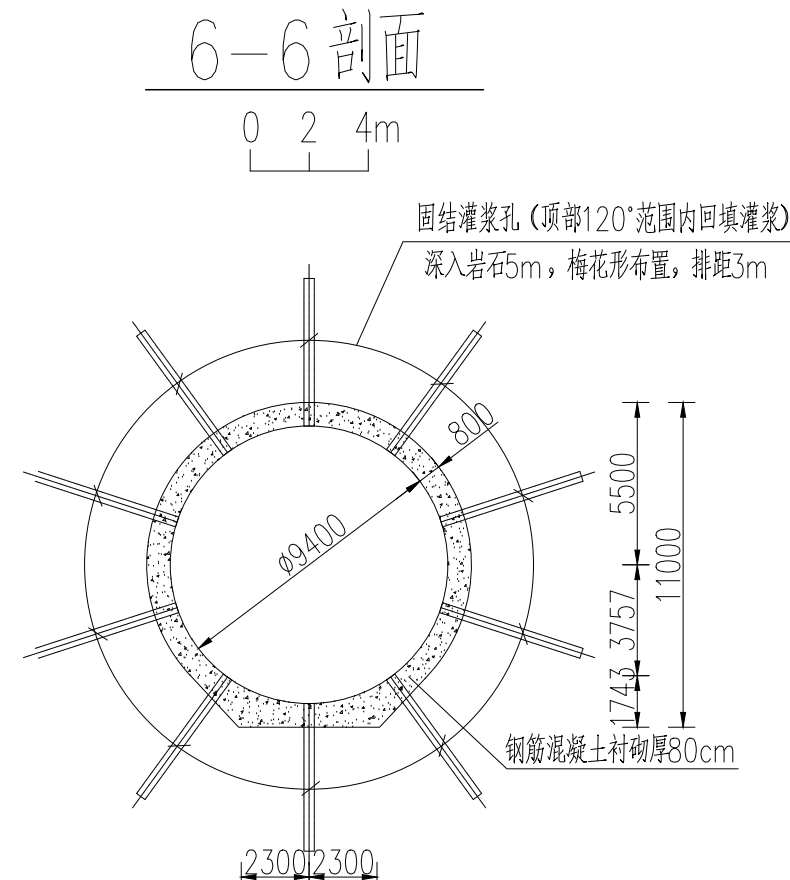 6-6 剖面
0 2 4m
固结灌浆孔(顶部120°范围内回填灌浆)
深入岩石5m，梅花形布置，排距3m
800
φ9400
5500
11000
3757
1743
钢筋混凝土衬砌厚80cm
2300 2300